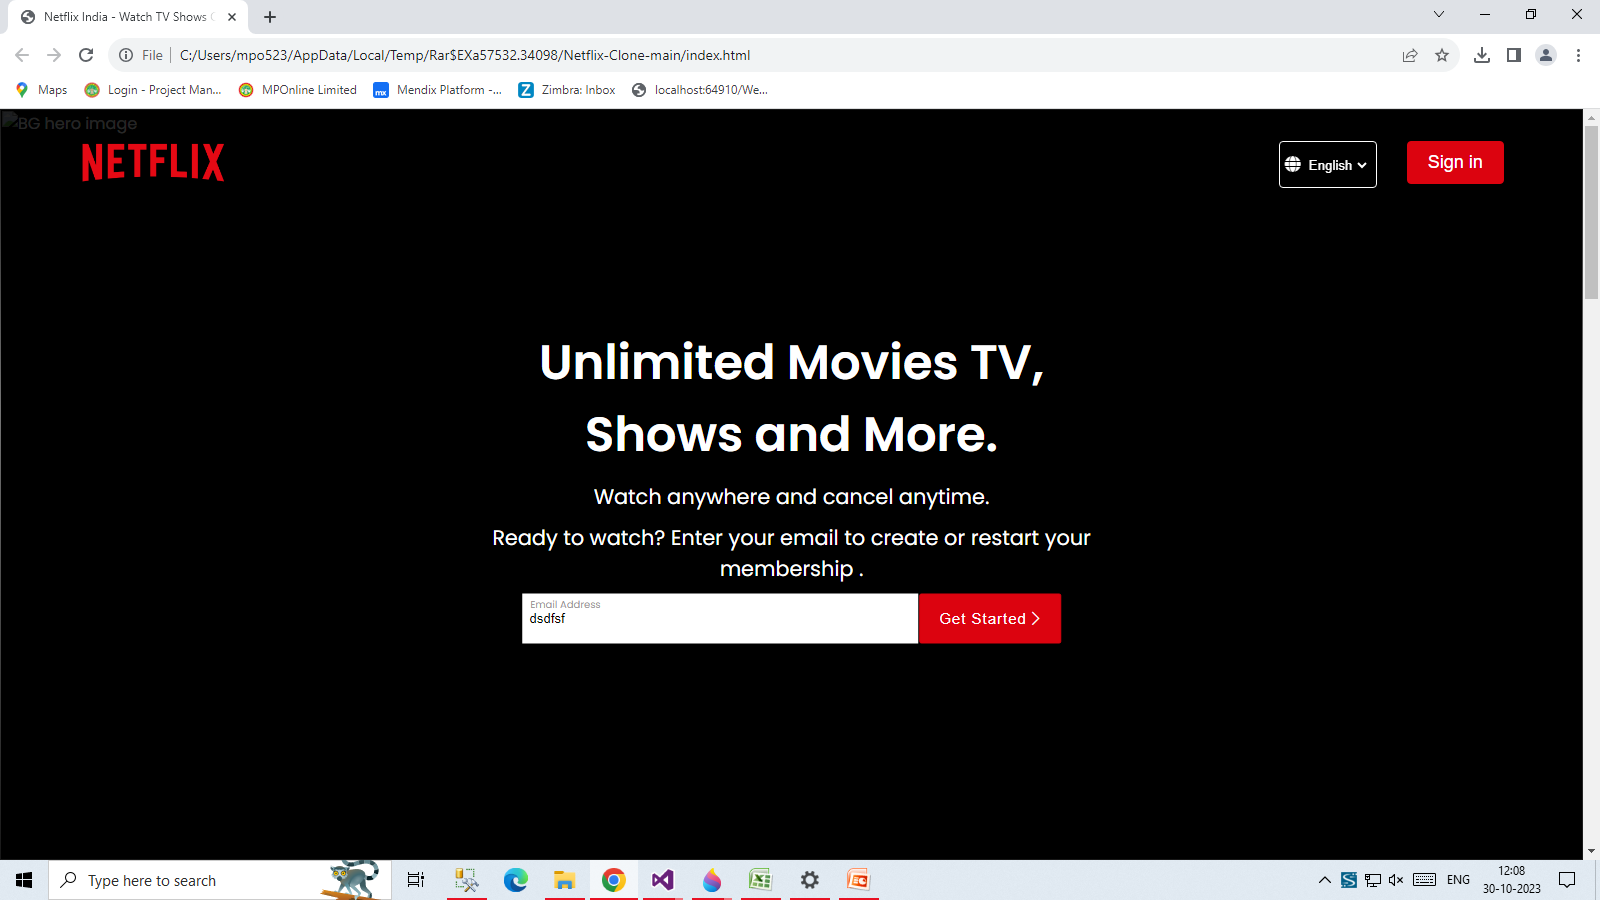 Netflix India - Watch TV Shows
File
C:/Users/mpo523/AppData/Local/Temp/Rar$EXa57532.34098/Netflix-Clone-main/index.html
Maps
Login - Project Man...
MPOnline Limited
mx
Mendix Platform -...
Z
Zimbra: Inbox
localhost:64910/We...
BG hero image
NETFLIX
English
Sign in
Unlimited Movies TV,
Shows and More.
Watch anywhere and cancel anytime.
Ready to watch? Enter your email to create or restart your
membership .
Email Address
dsdfsf
Get Started
Type here to search
ENG
12:08
30-10-2023